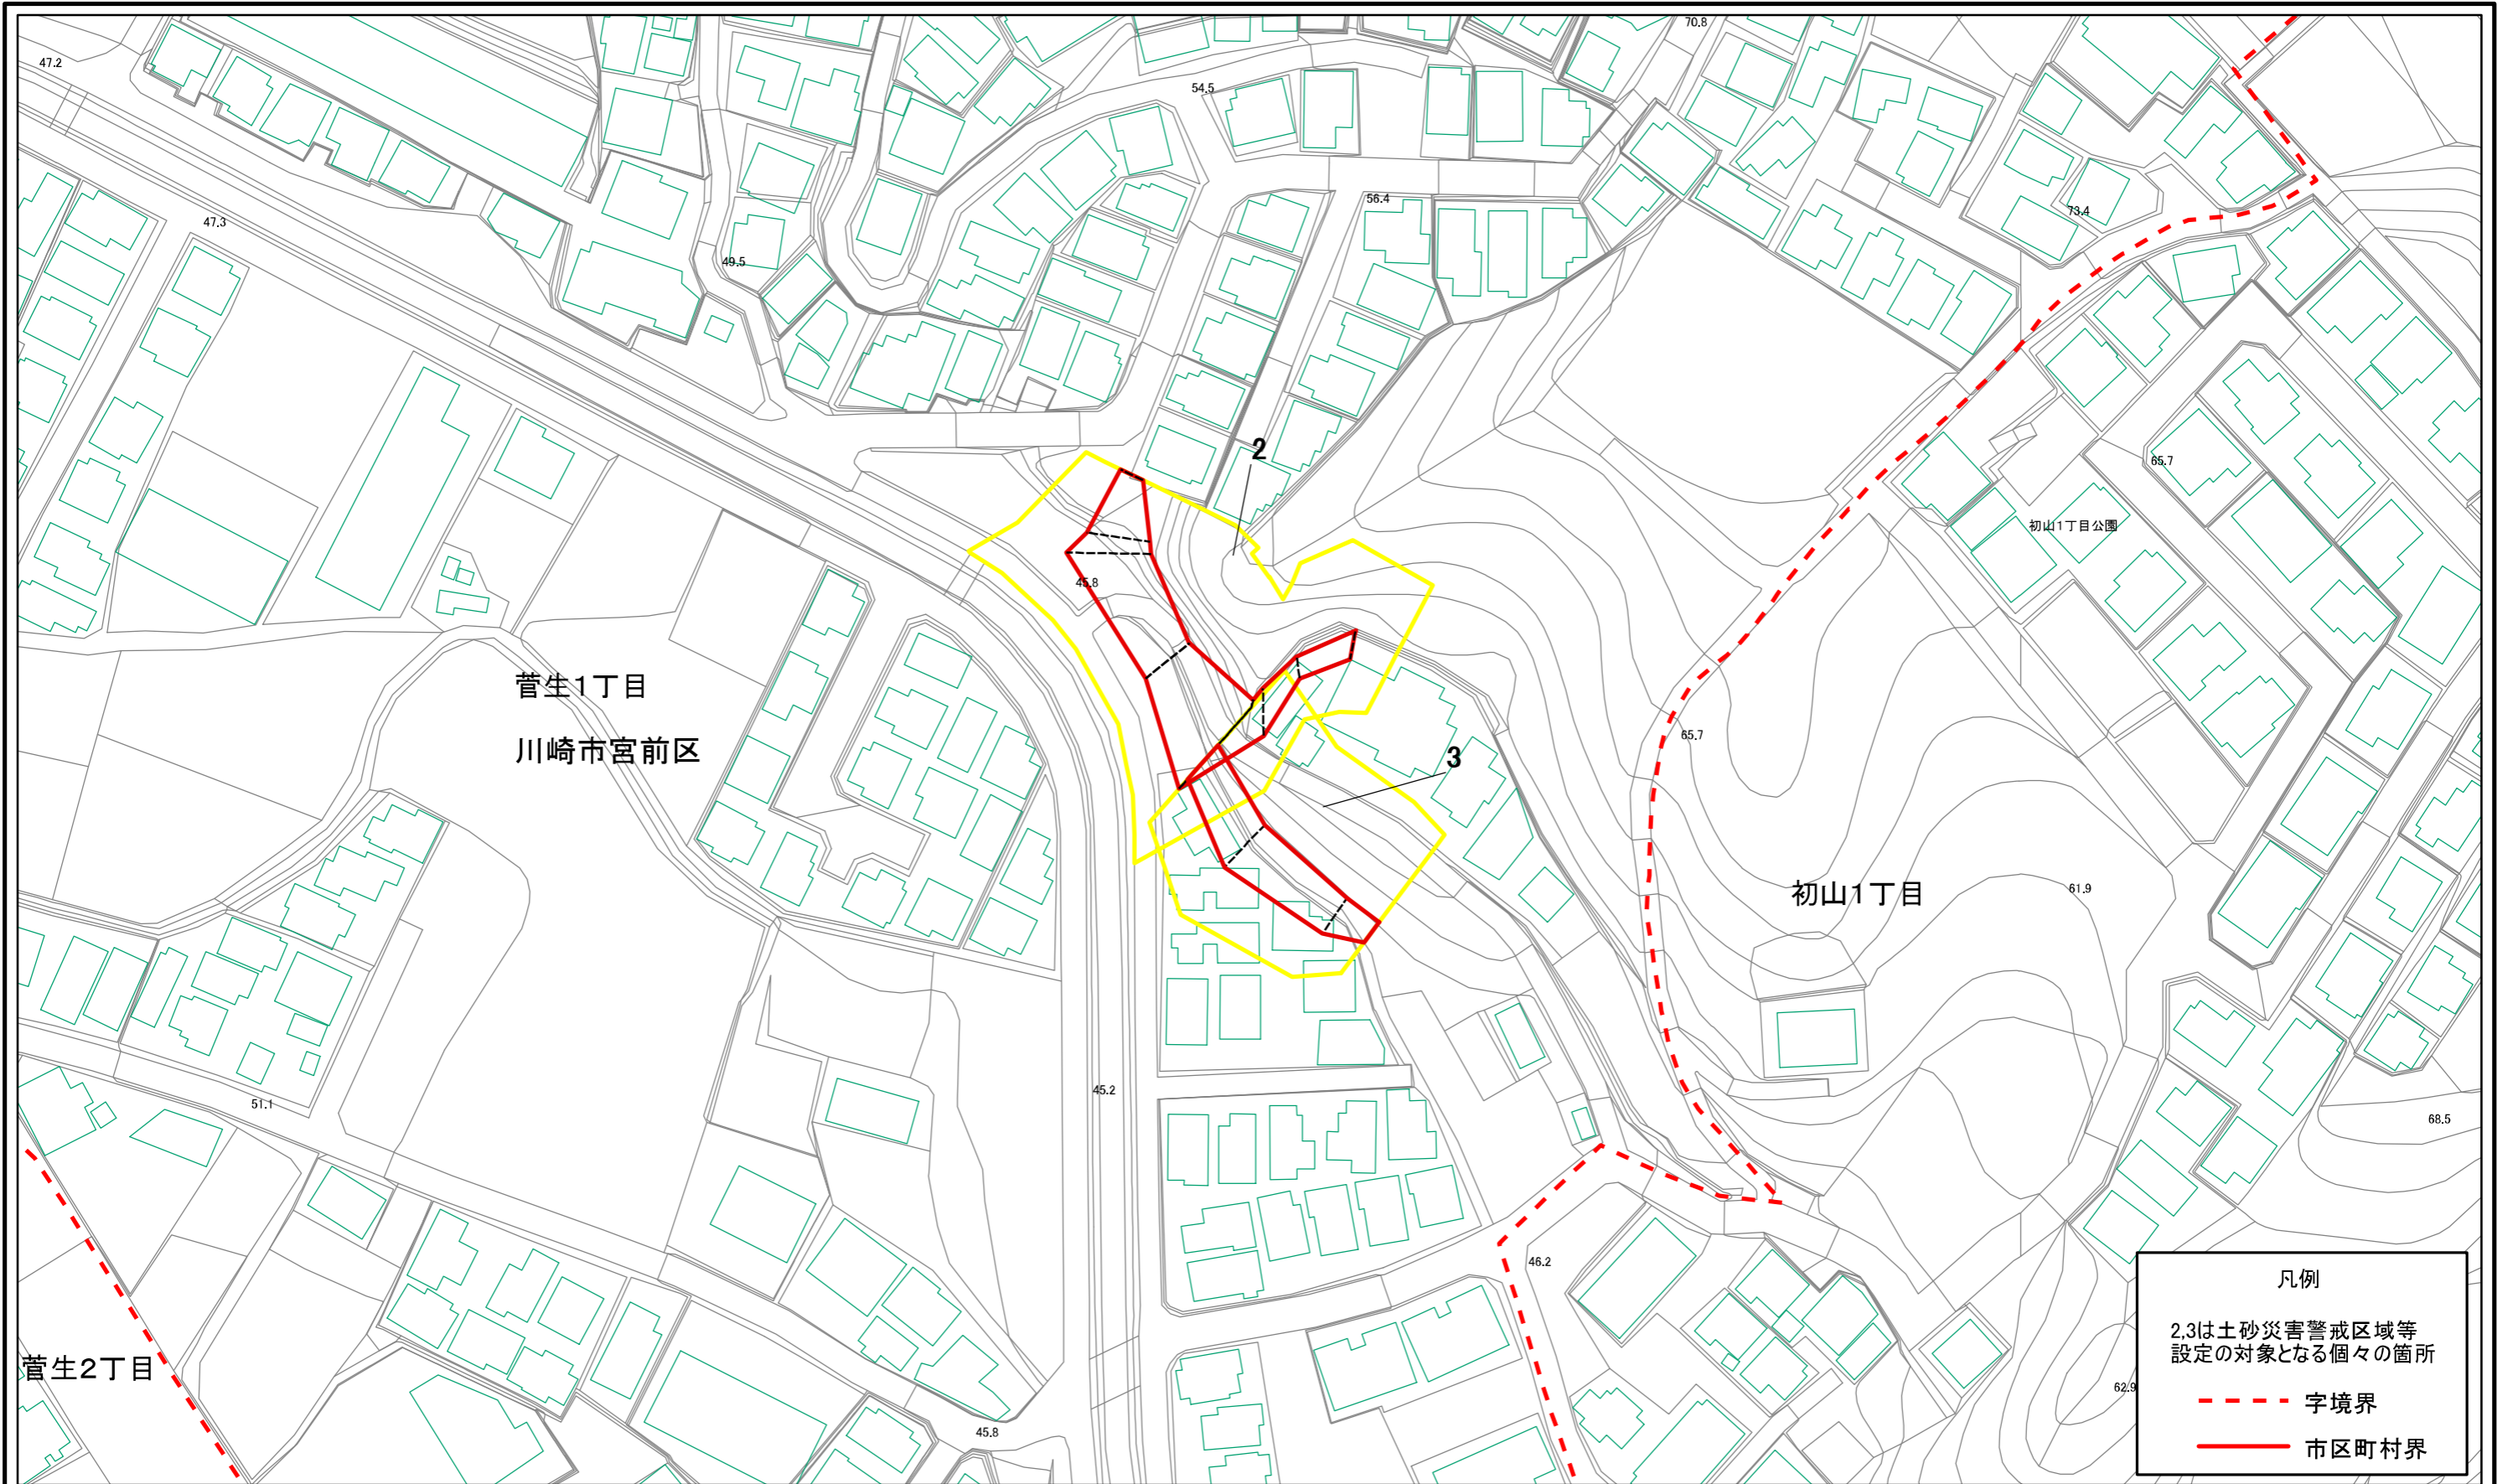 70.8
47.2
54.5
56.4
73.4
47.3
49.5
2
65.7
初山1丁目公園
45.8
菅生1丁目
65.7
川崎市宮前区
3
初山1丁目
61.9
45.2
51.1
68.5
46.2
凡例
2,3は土砂災害警戒区域等
設定の対象となる個々の箇所
菅生2丁目
62.9
字境界
45.8
市区町村界